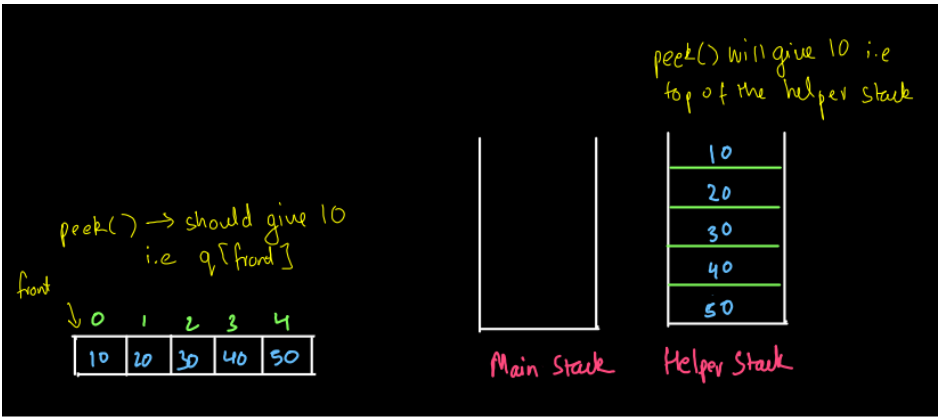 peek() will give 10 i.e
top of the helper stack
10
20
30
40
50
peek() → should give 10
i.e q[front]
front
0 1 2 3 4
10 20 30 40 50
Main Stack
Helper Stack